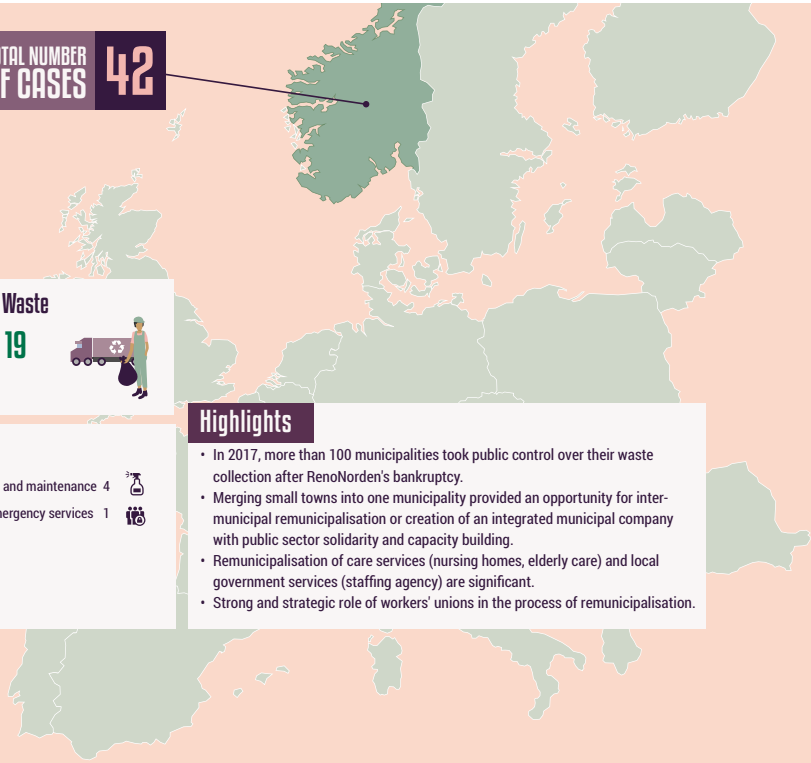 TAL NUMBER
F CASES
42
Waste
19
and maintenance 4
ergency services 1
Highlights
• In 2017, more than 100 municipalities took public control over their waste
collection after RenoNorden's bankruptcy.
• Merging small towns into one municipality provided an opportunity for inter-
municipal remunicipalisation or creation of an integrated municipal company
with public sector solidarity and capacity building.
• Remunicipalisation of care services (nursing homes, elderly care) and local
government services (staffing agency) are significant.
• Strong and strategic role of workers' unions in the process of remunicipalisation.